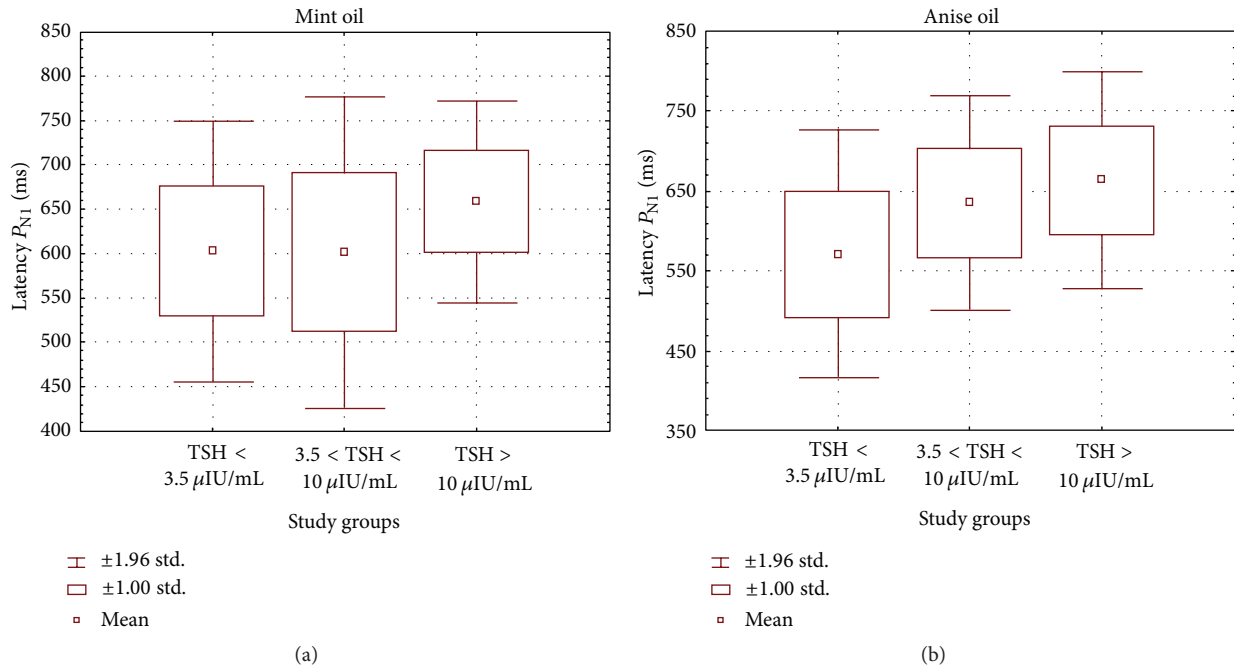 Mint oil
850
800
750
700
650
600
550
500
450
400
Latency P_N1 (ms)
TSH <
3.5 μIU/mL
3.5 < TSH <
10 μIU/mL
TSH >
10 μIU/mL
Study groups
±1.96 std.
±1.00 std.
Mean
(a)
Anise oil
850
750
650
550
450
350
Latency P_N1 (ms)
TSH <
3.5 μIU/mL
3.5 < TSH <
10 μIU/mL
TSH >
10 μIU/mL
Study groups
±1.96 std.
±1.00 std.
Mean
(b)